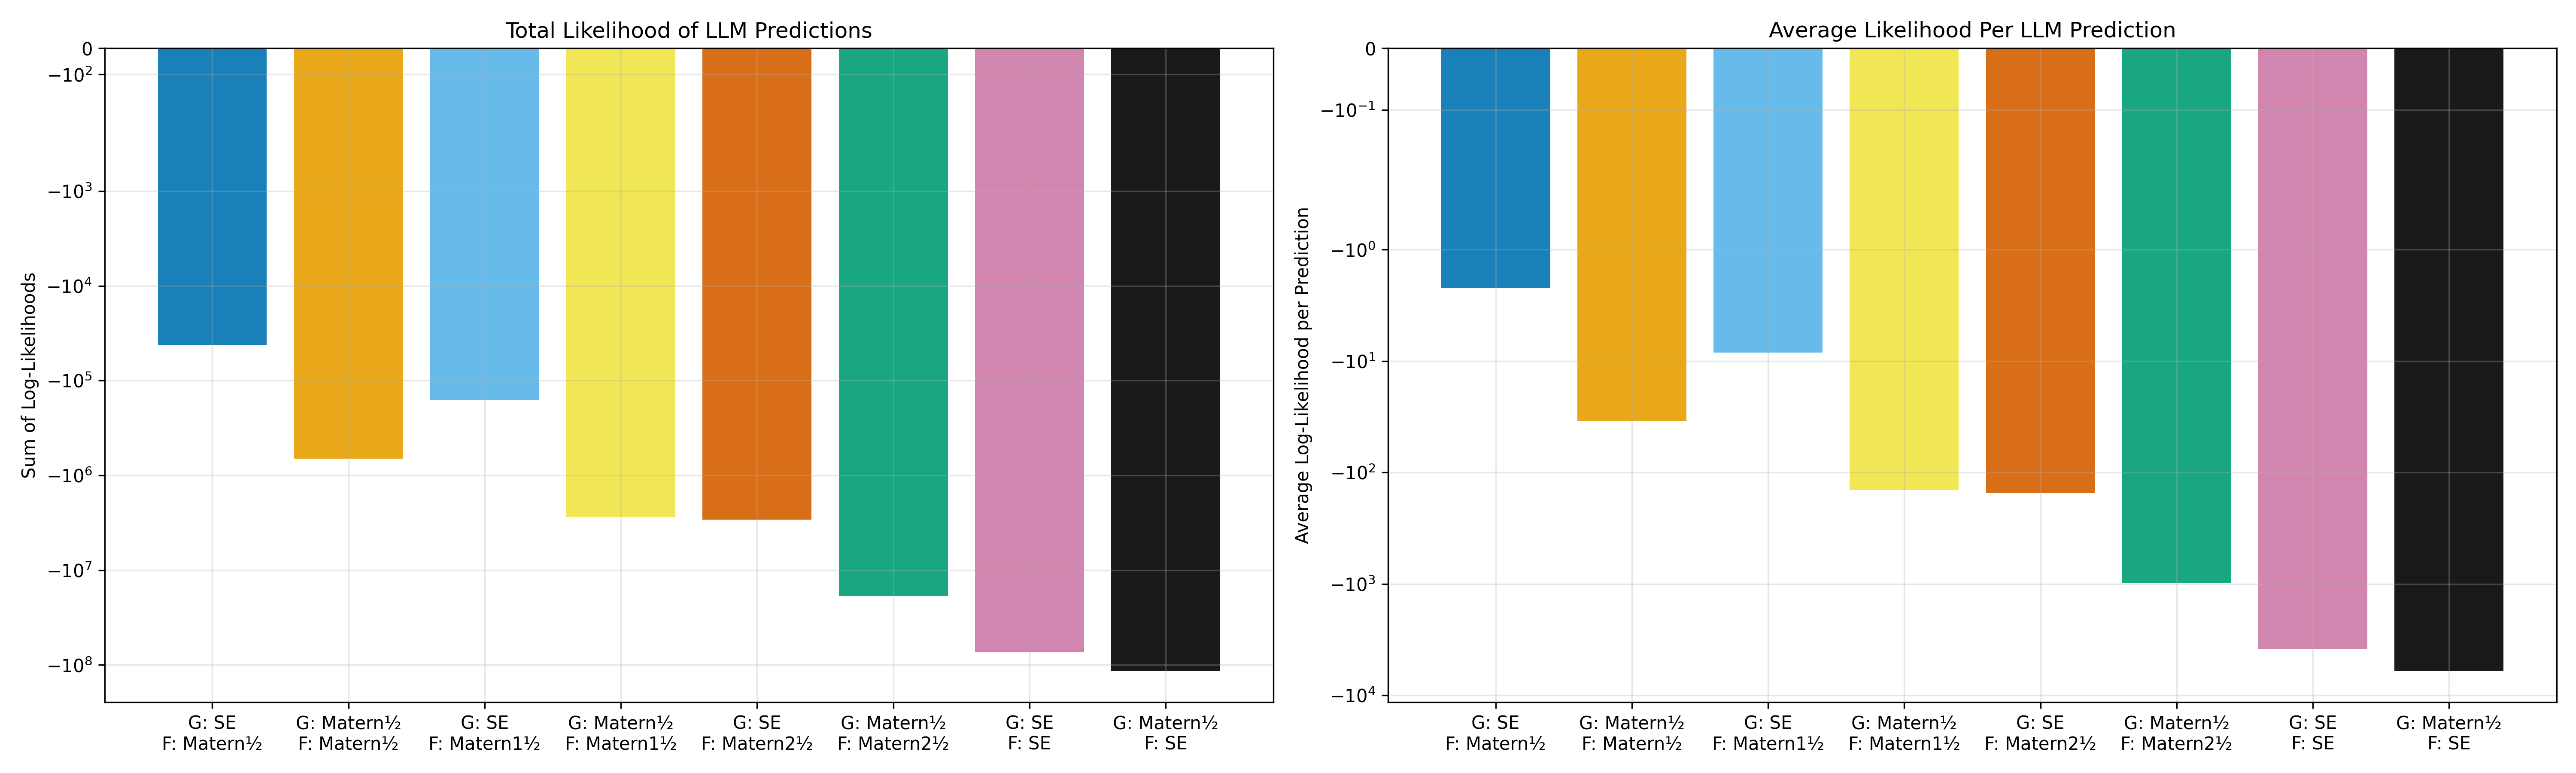 Total Likelihood of LLM Predictions
Sum of Log-Likelihoods
0
−10²
−10³
−10⁴
−10⁵
−10⁶
−10⁷
−10⁸
G: SE
F: Matern½
G: Matern½
F: Matern½
G: SE
F: Matern1½
G: Matern½
F: Matern1½
G: SE
F: Matern2½
G: Matern½
F: Matern2½
G: SE
F: SE
G: Matern½
F: SE
Average Likelihood Per LLM Prediction
Average Log-Likelihood per Prediction
0
−10⁻¹
−10⁰
−10¹
−10²
−10³
−10⁴
G: SE
F: Matern½
G: Matern½
F: Matern½
G: SE
F: Matern1½
G: Matern½
F: Matern1½
G: SE
F: Matern2½
G: Matern½
F: Matern2½
G: SE
F: SE
G: Matern½
F: SE